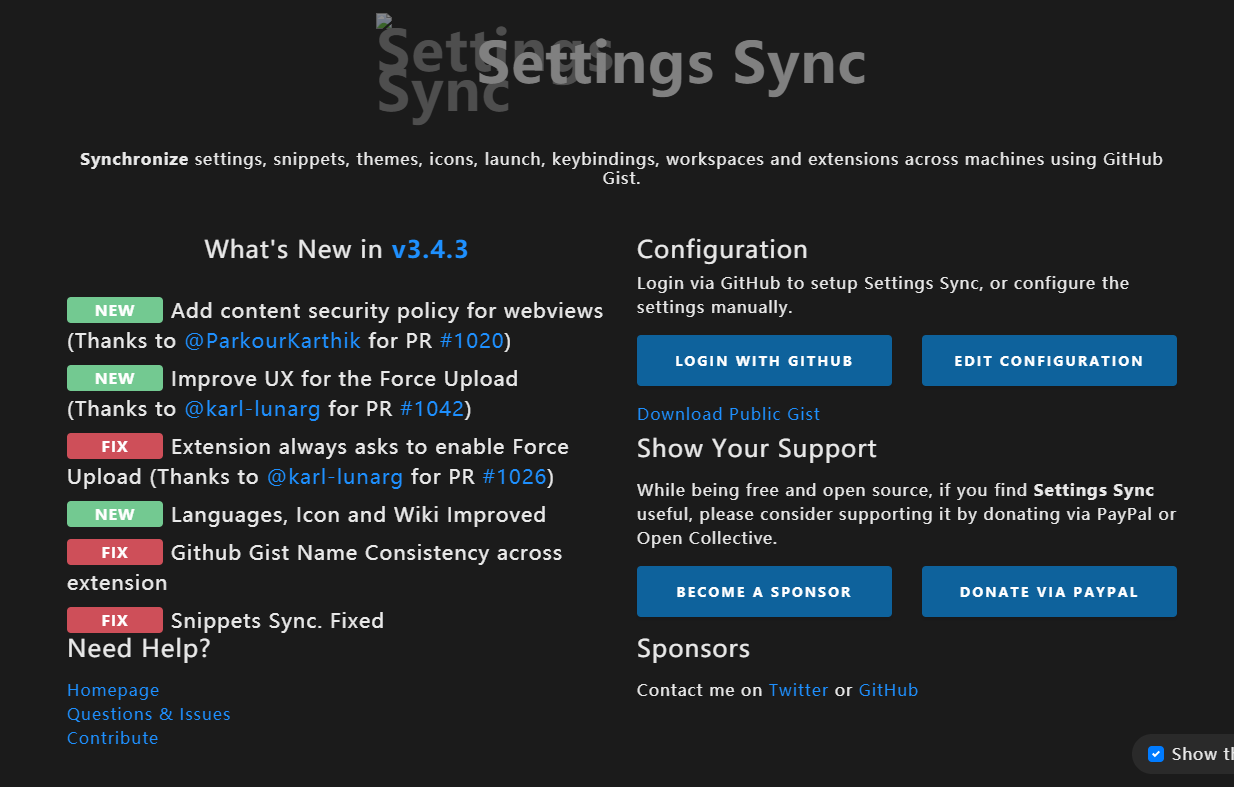 Settings
Sync
Settings Sync
Synchronize settings, snippets, themes, icons, launch, keybindings, workspaces and extensions across machines using GitHub
Gist.
What's New in v3.4.3
NEW Add content security policy for webviews
(Thanks to @ParkourKarthik for PR #1020)
NEW Improve UX for the Force Upload
(Thanks to @karl-lunarg for PR #1042)
FIX Extension always asks to enable Force
Upload (Thanks to @karl-lunarg for PR #1026)
NEW Languages, Icon and Wiki Improved
FIX Github Gist Name Consistency across
extension
FIX Snippets Sync. Fixed
Need Help?
Homepage
Questions & Issues
Contribute
Configuration
Login via GitHub to setup Settings Sync, or configure the
settings manually.
LOGIN WITH GITHUB
EDIT CONFIGURATION
Download Public Gist
Show Your Support
While being free and open source, if you find Settings Sync
useful, please consider supporting it by donating via PayPal or
Open Collective.
BECOME A SPONSOR
DONATE VIA PAYPAL
Sponsors
Contact me on Twitter or GitHub
Show